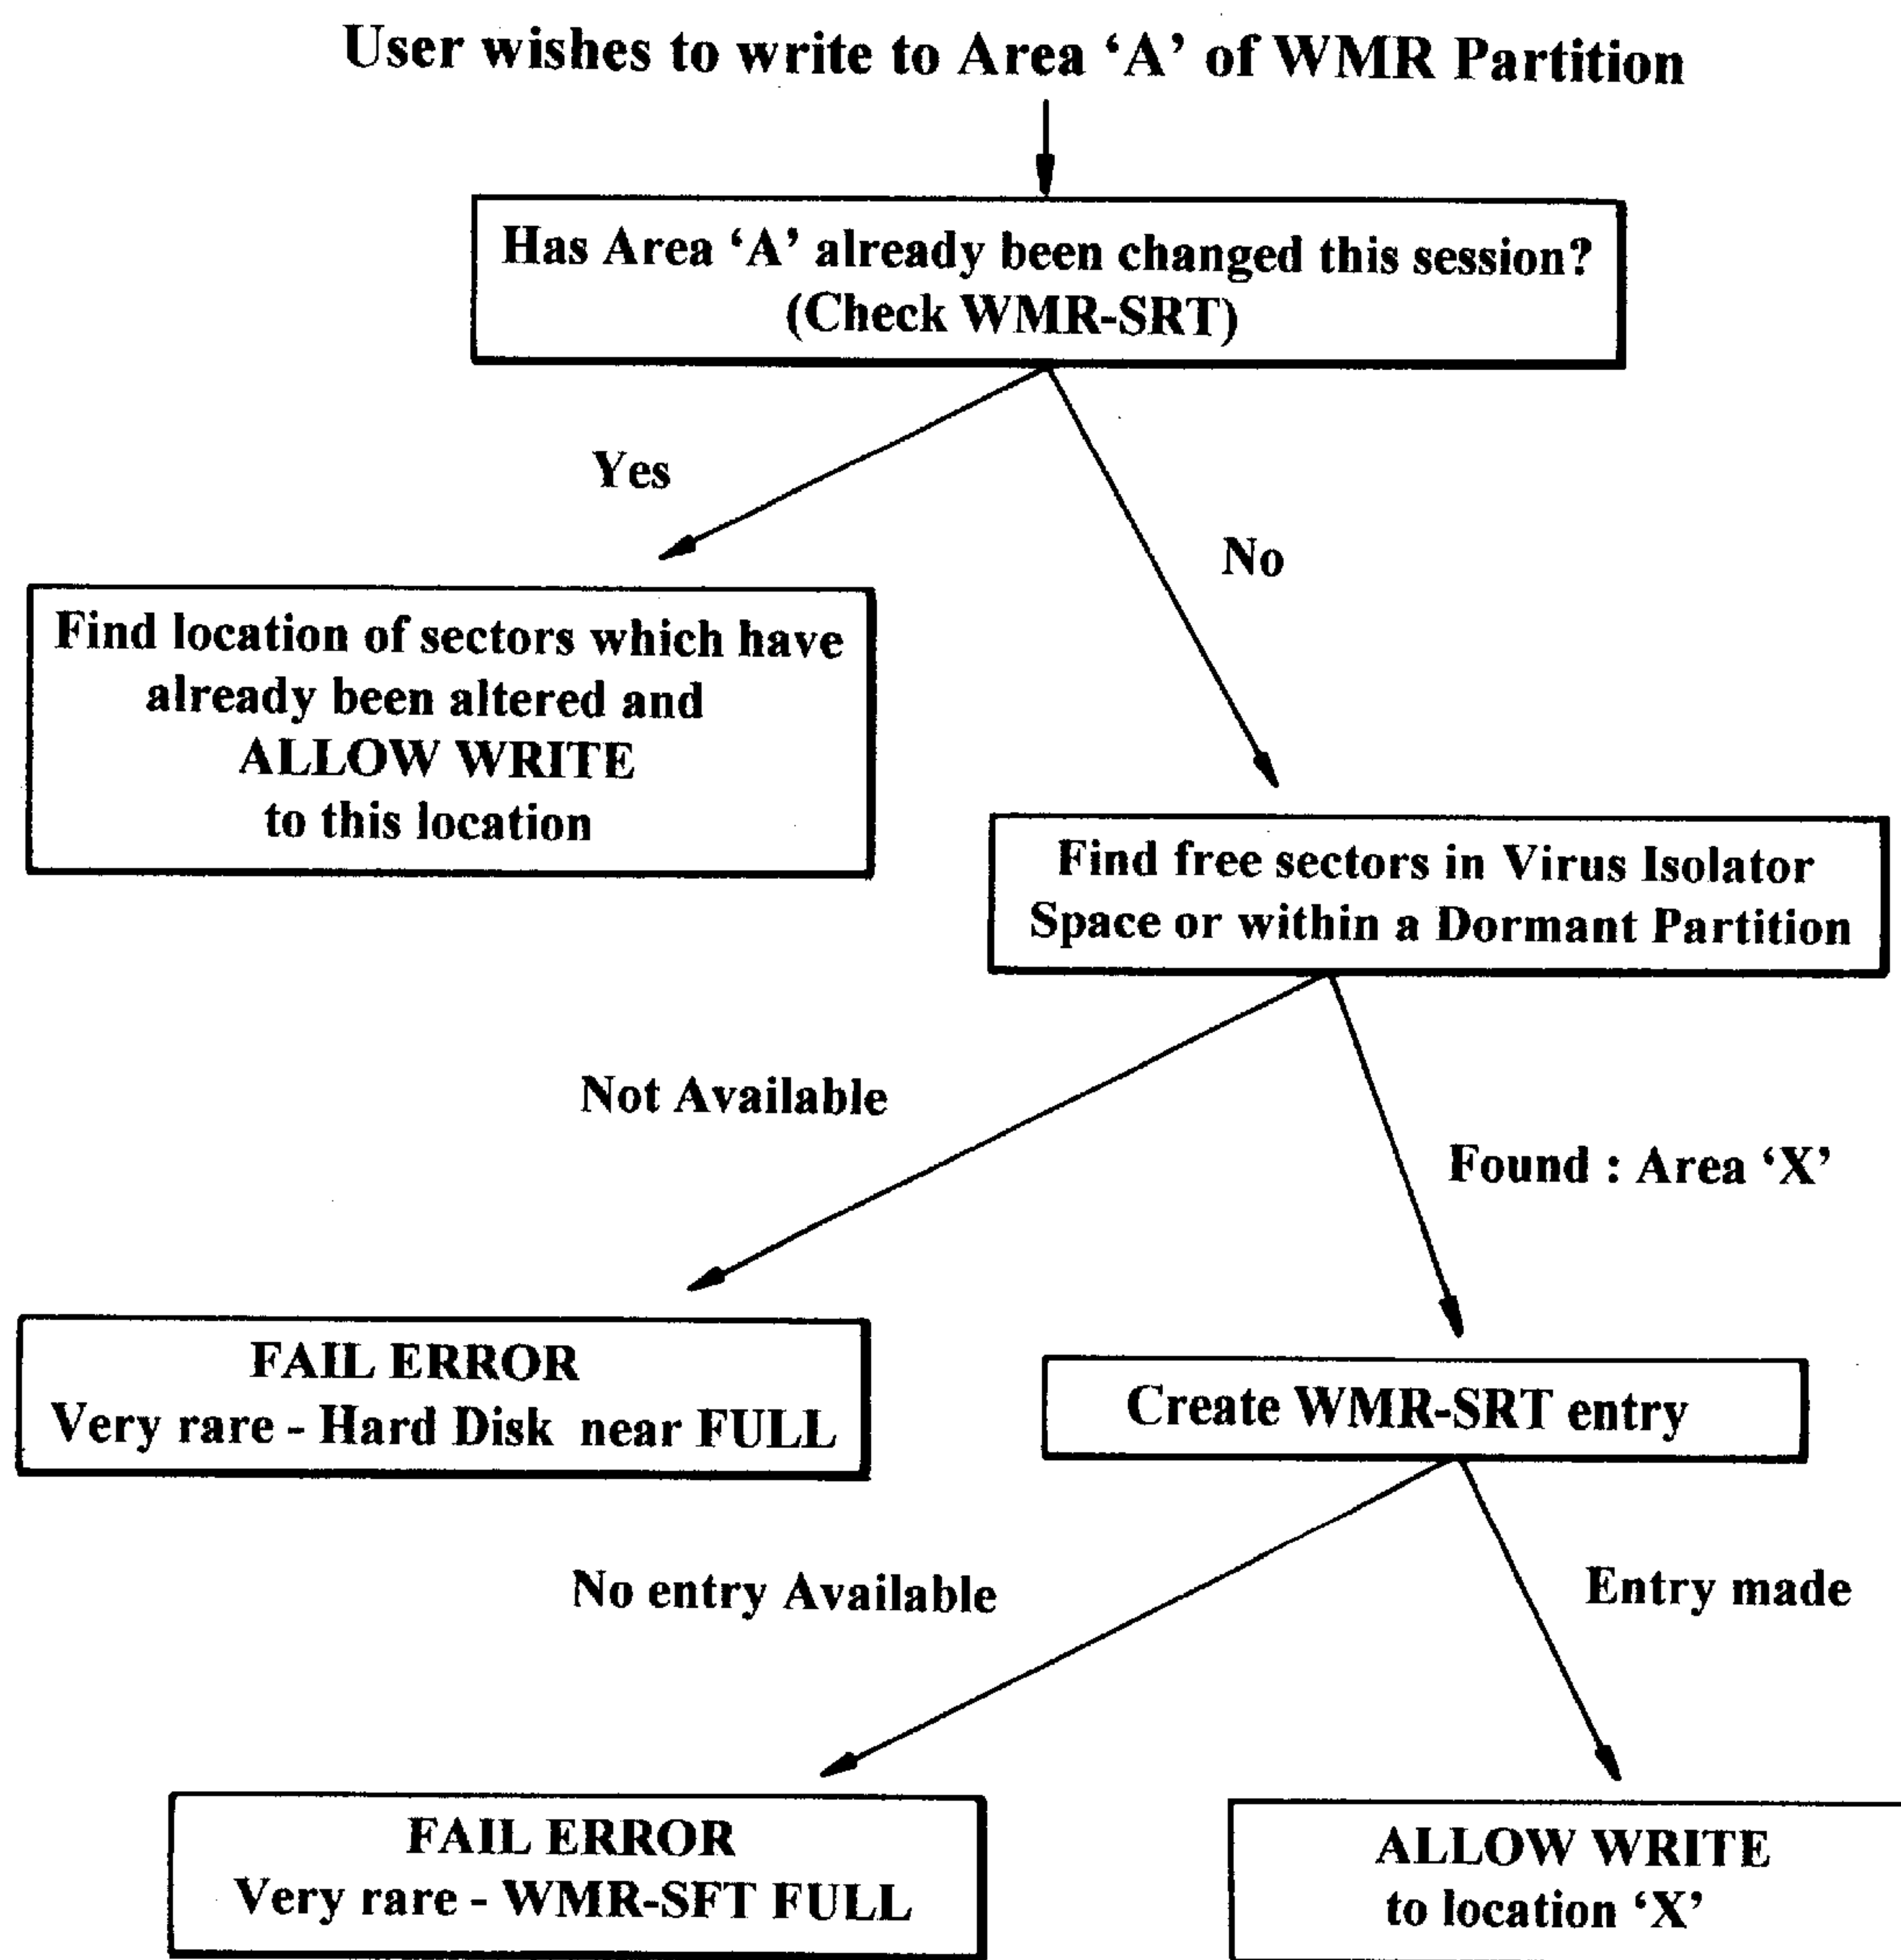 User wishes to write to Area ‘A’ of WMR Partition
Has Area ‘A’ already been changed this session?
(Check WMR-SRT)
Yes
No
Find location of sectors which have
already been altered and
ALLOW WRITE
to this location
Find free sectors in Virus Isolator
Space or within a Dormant Partition
Not Available
Found : Area ‘X’
FAIL ERROR
Very rare - Hard Disk near FULL
Create WMR-SRT entry
No entry Available
Entry made
FAIL ERROR
Very rare - WMR-SFT FULL
ALLOW WRITE
to location ‘X’